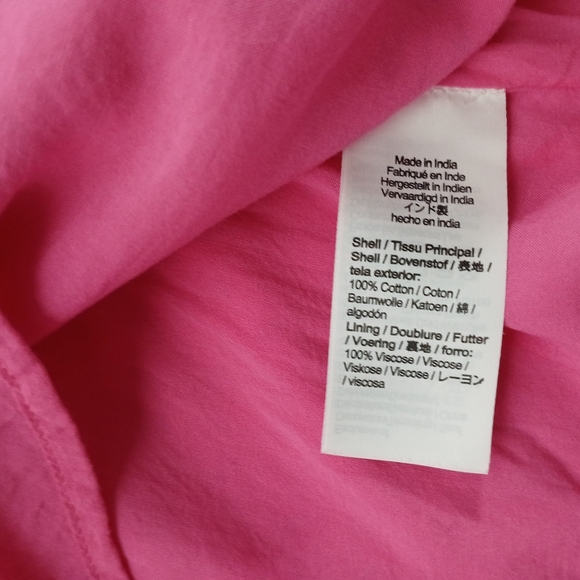 Made in India
Fabriqué en Inde
Hergestellt in Indien
Vervaardigd in India
インド製
hecho en india
Shell / Tissu Principal /
Shell / Bovenstof / 表地 /
tela exterior:
100% Cotton / Coton /
Baumwolle / Katoen / 綿 /
algodón
Lining / Doublure / Futter
/ Voering / 裏地 / forro:
100% Viscose / Viscose /
Viskose / Viscose / レーヨン
/ viscosa